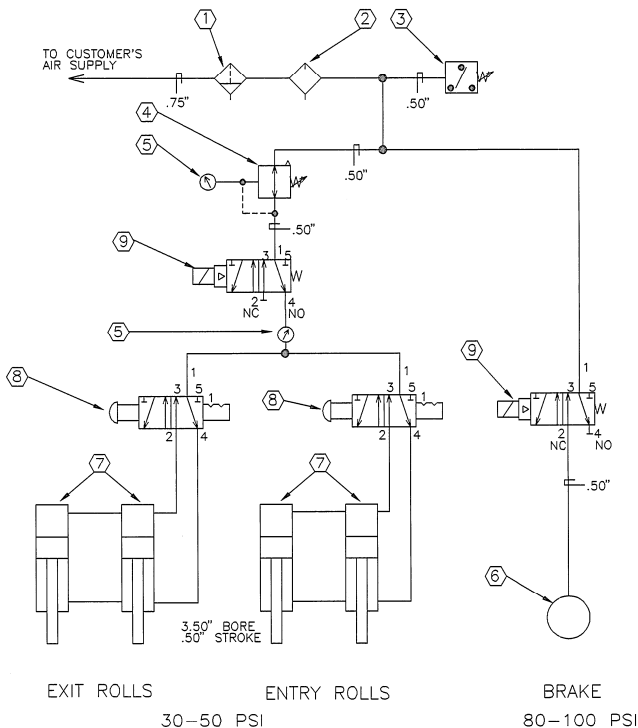 1
2
3
TO CUSTOMER'S
AIR SUPPLY
.75"
.50"
4
5
.50"
.50"
9
3 1 5
2 4
NC NO
5
1
1
1
9
8
3 5 1
2 4
8
3 5 1
2 4
3 5
2 4
NC NO
7
7
.50"
6
3.50" BORE
.50" STROKE
EXIT ROLLS
ENTRY ROLLS
BRAKE
30-50 PSI
80-100 PSI